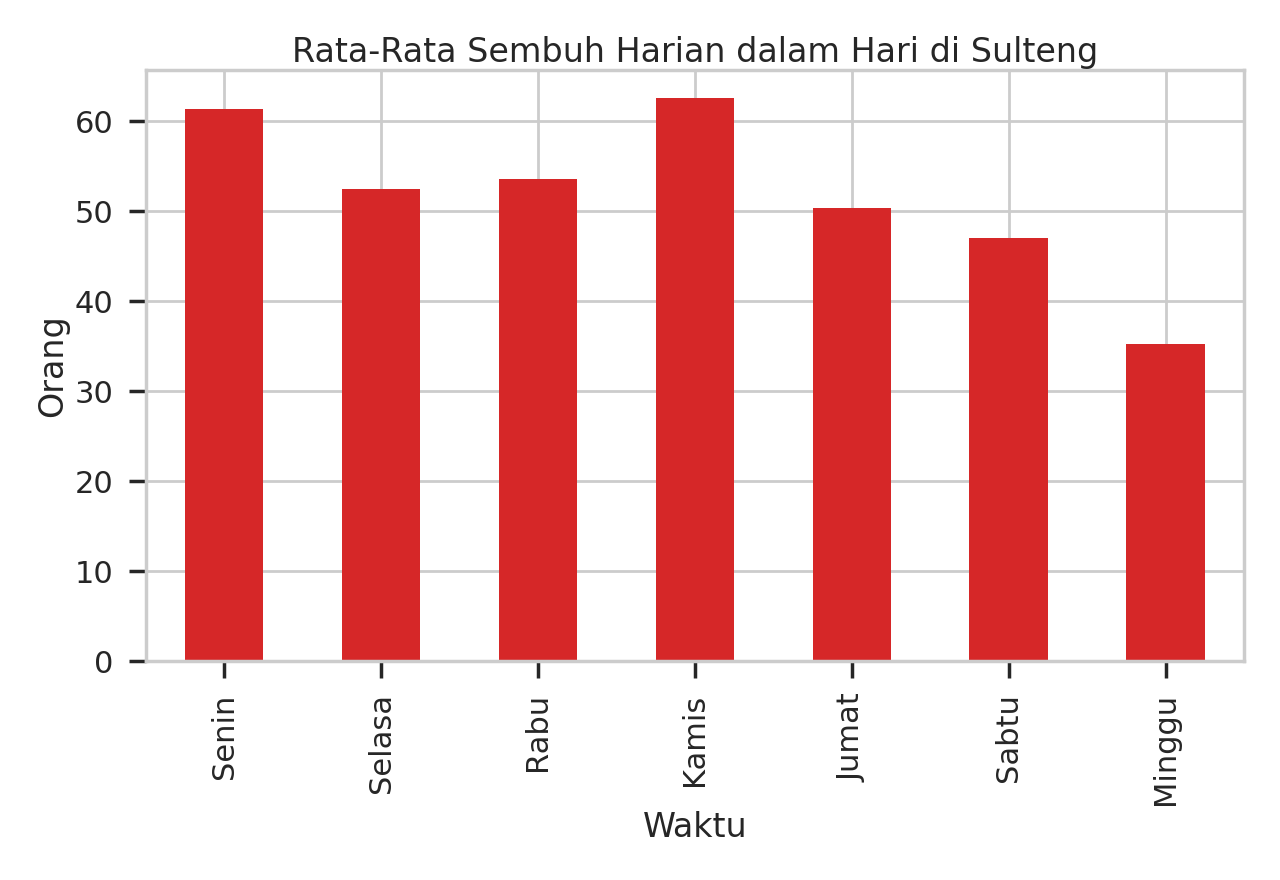 Rata-Rata Sembuh Harian dalam Hari di Sulteng
Orang
60
50
40
30
20
10
0
Senin
Selasa
Rabu
Kamis
Jumat
Sabtu
Minggu
Waktu